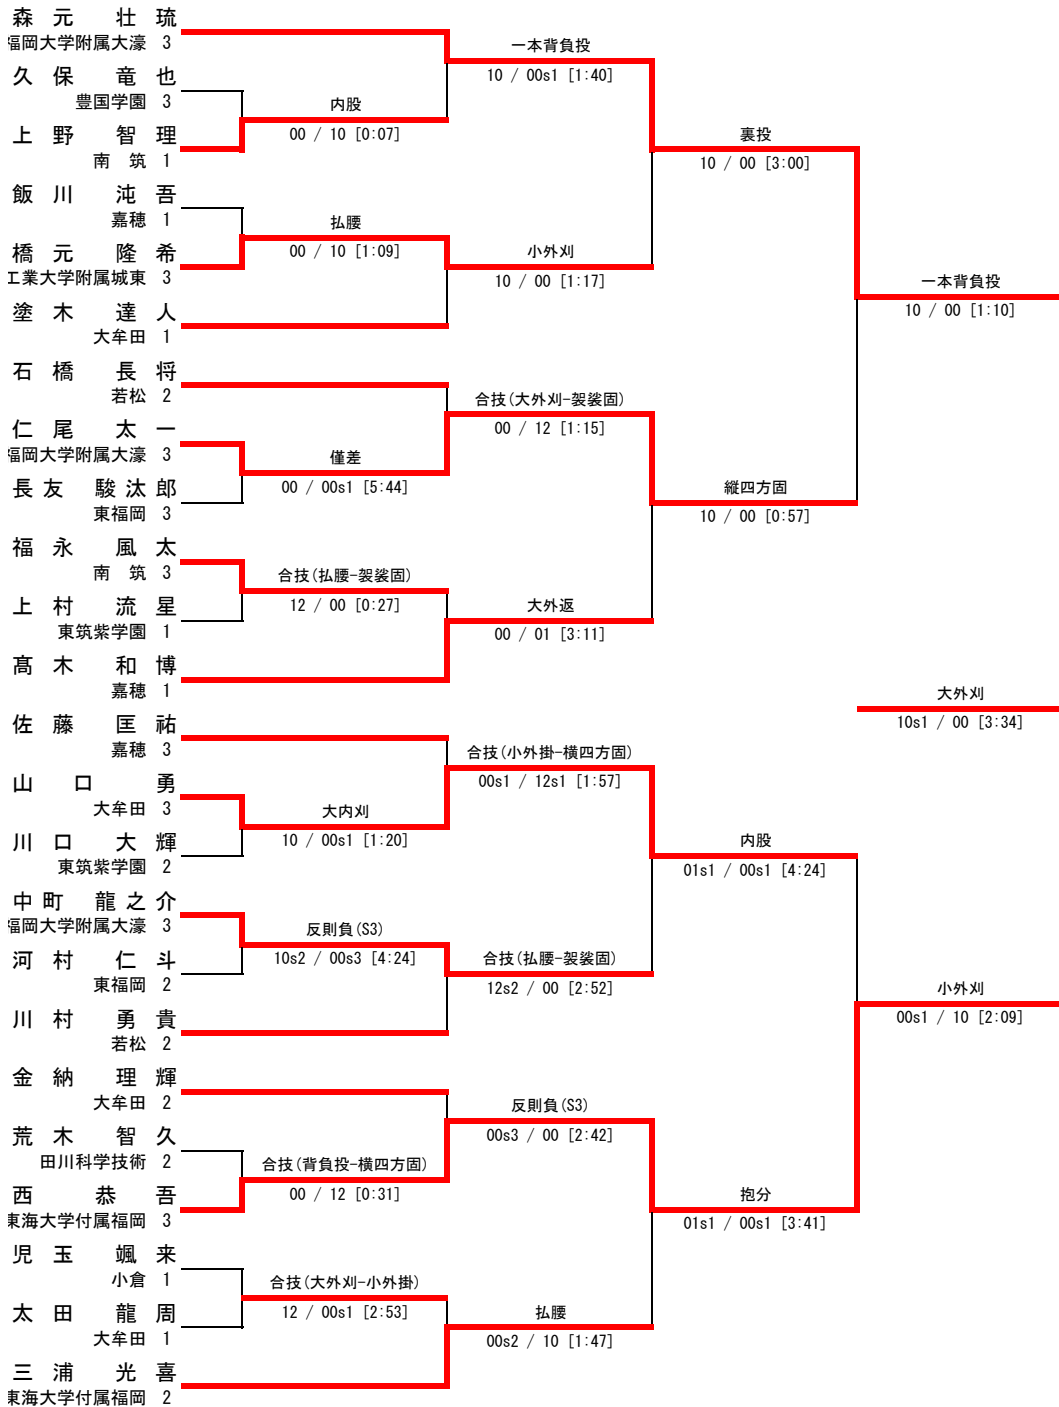 森元 壮琉
福岡大学附属大濠 3
久保 竜也
豊国学園 3
上野 智理
南 筑 1
飯川 沌吾
嘉穂 1
橋元 隆希
工業大学附属城東 3
塗木 達人
大牟田 1
石橋 長将
若松 2
仁尾 太一
福岡大学附属大濠 3
長友 駿汰郎
東福岡 3
福永 風太
南 筑 3
上村 流星
東筑紫学園 1
髙木 和博
嘉穂 1
佐藤 匡祐
嘉穂 3
山口 勇
大牟田 3
川口 大輝
東筑紫学園 2
中町 龍之介
福岡大学附属大濠 3
河村 仁斗
東福岡 2
川村 勇貴
若松 2
金納 理輝
大牟田 2
荒木 智久
田川科学技術 2
西 恭吾
東海大学付属福岡 3
児玉 颯来
小倉 1
太田 龍周
大牟田 1
三浦 光喜
東海大学付属福岡 2
内股
00 / 10 [0:07]
払腰
00 / 10 [1:09]
僅差
00 / 00s1 [5:44]
合技(払腰-袈裟固)
12 / 00 [0:27]
大内刈
10 / 00s1 [1:20]
反則負(S3)
10s2 / 00s3 [4:24]
合技(背負投-横四方固)
00 / 12 [0:31]
合技(大外刈-小外掛)
12 / 00s1 [2:53]
一本背負投
10 / 00s1 [1:40]
小外刈
10 / 00 [1:17]
合技(大外刈-袈裟固)
00 / 12 [1:15]
大外返
00 / 01 [3:11]
合技(小外掛-横四方固)
00s1 / 12s1 [1:57]
合技(払腰-袈裟固)
12s2 / 00 [2:52]
反則負(S3)
00s3 / 00 [2:42]
払腰
00s2 / 10 [1:47]
裏投
10 / 00 [3:00]
縦四方固
10 / 00 [0:57]
内股
01s1 / 00s1 [4:24]
抱分
01s1 / 00s1 [3:41]
一本背負投
10 / 00 [1:10]
大外刈
10s1 / 00 [3:34]
小外刈
00s1 / 10 [2:09]